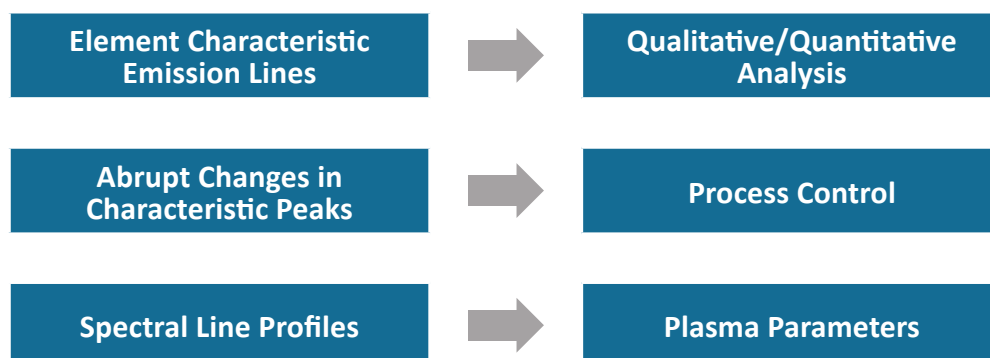 Element Characteristic
Emission Lines
Qualitative/Quantitative
Analysis
Abrupt Changes in
Characteristic Peaks
Process Control
Spectral Line Profiles
Plasma Parameters